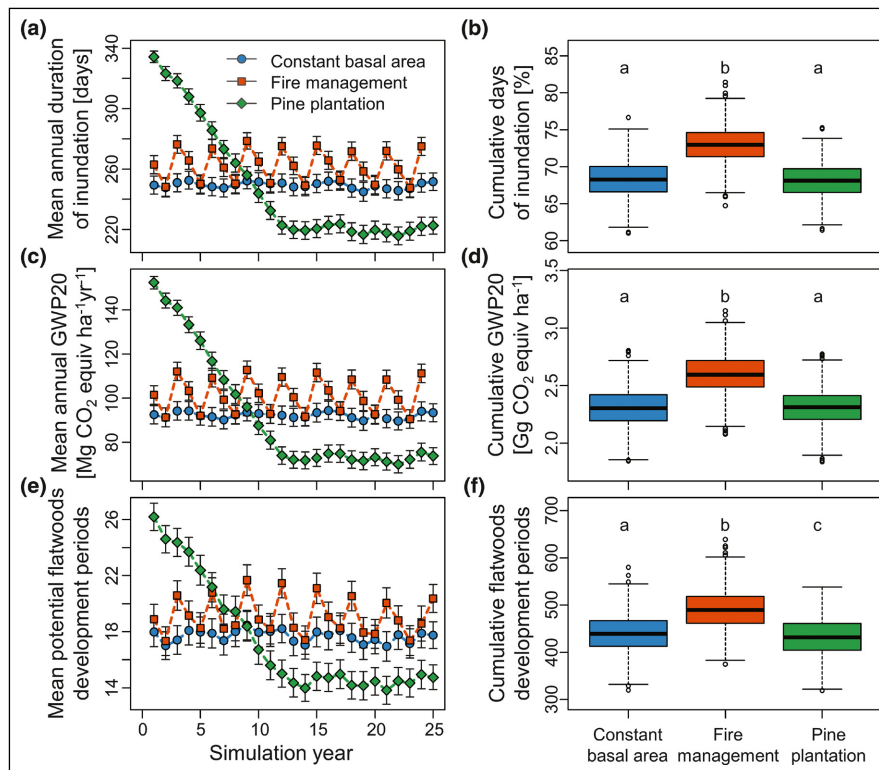 (a)
Mean annual duration
of inundation [days]
340
300
260
220
Constant basal area
Fire management
Pine plantation
(b)
Cumulative days
of inundation [%]
85
80
75
70
65
60
a
b
a
(c)
Mean annual GWP20
[Mg CO₂ equiv ha⁻¹yr⁻¹]
140
120
100
80
(d)
Cumulative GWP20
[Gg CO₂ equiv ha⁻¹]
3.5
3.0
2.5
2.0
a
b
a
(e)
Mean potential flatwoods
development periods
26
22
18
14
0
5
10
15
20
25
Simulation year
(f)
Cumulative flatwoods
development periods
700
600
500
400
300
a
b
c
Constant
basal area
Fire
management
Pine
plantation